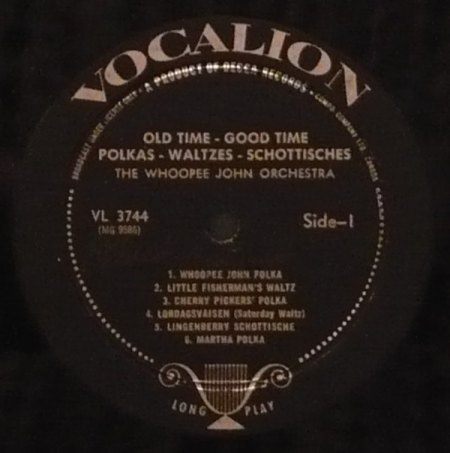 VOCALION
• A PRODUCT OF DECCA RECORDS •
OLD TIME - GOOD TIME
POLKAS - WALTZES - SCHOTTISCHES
THE WHOOPEE JOHN ORCHESTRA
VL 3744
Side-1
1. WHOOPEE JOHN POLKA
2. LITTLE FISHERMAN'S WALTZ
3. CHERRY PICKERS' POLKA
4. LORDAGSVAISEN (Saturday Waltz)
5. LINGENBERRY SCHOTTISCHE
6. MARTHA POLKA
LONG PLAY